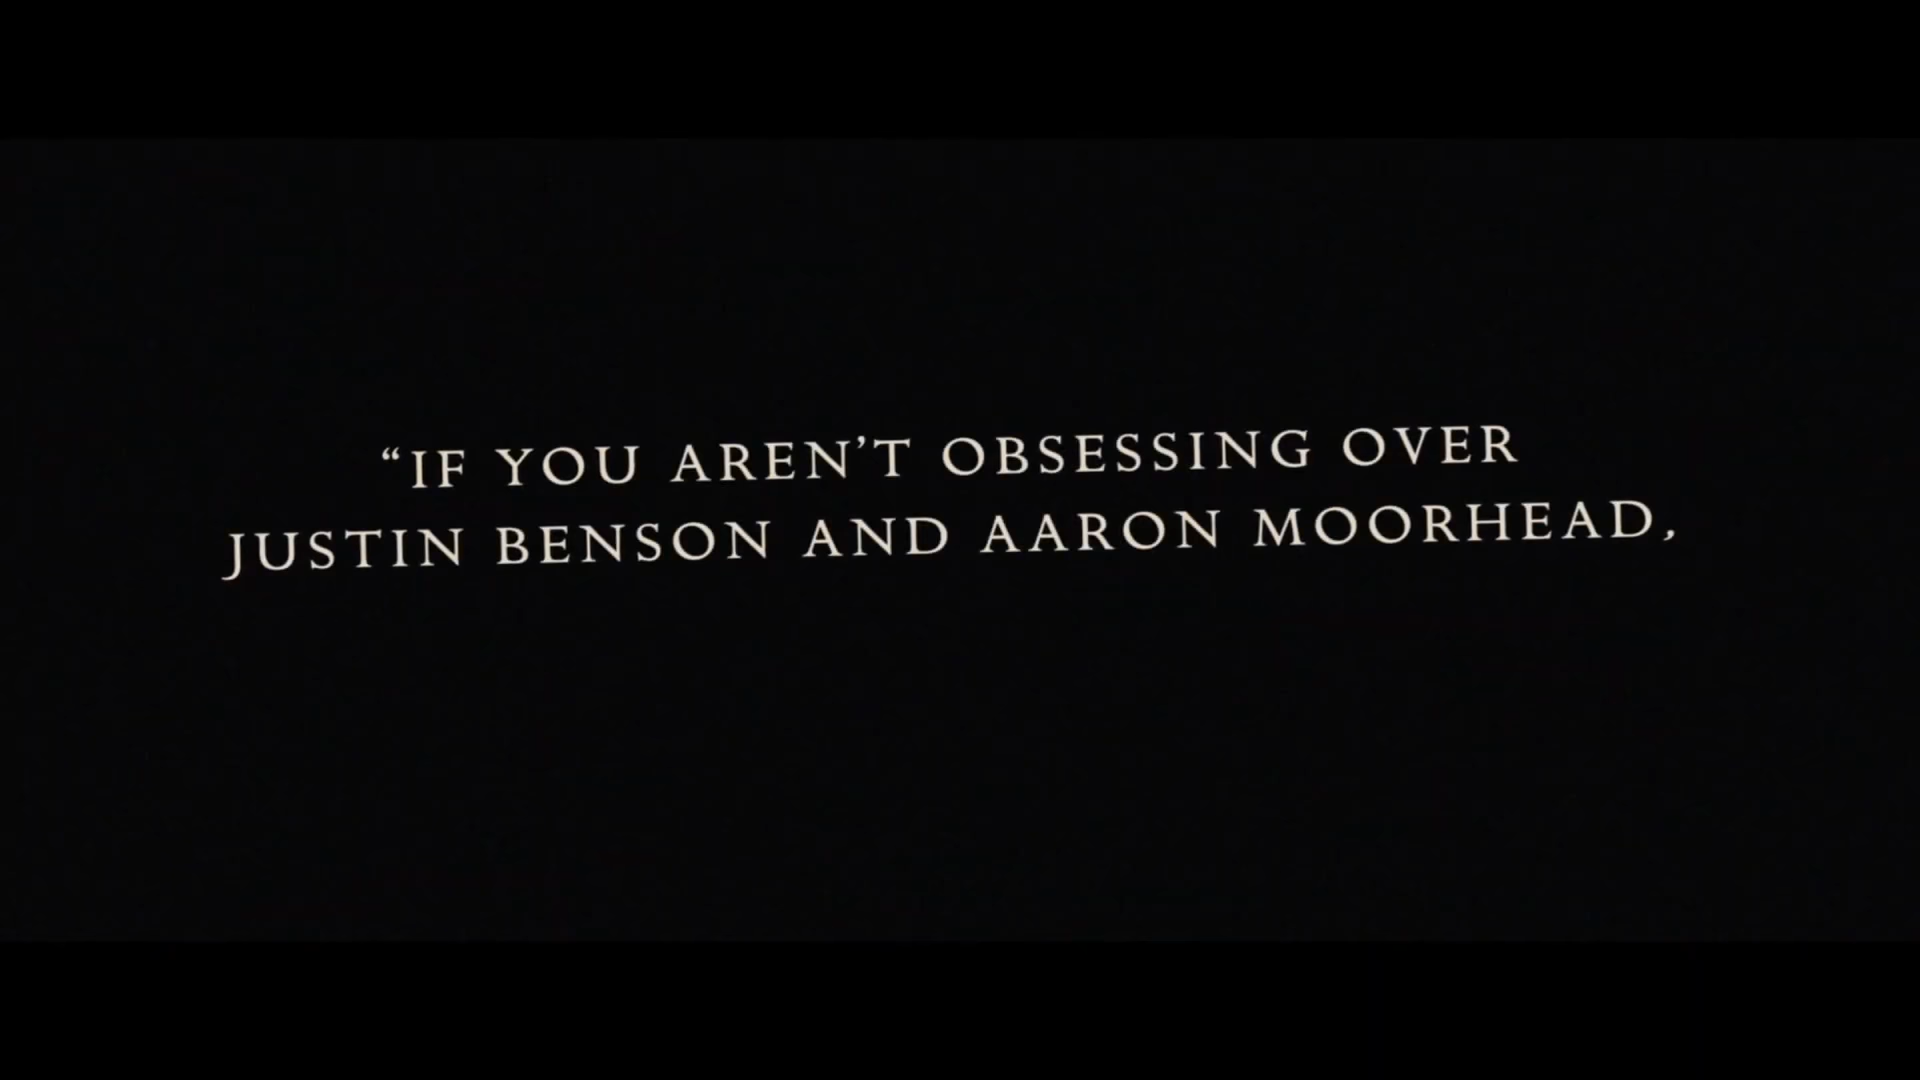 “IF YOU AREN’T OBSESSING OVER
JUSTIN BENSON AND AARON MOORHEAD,